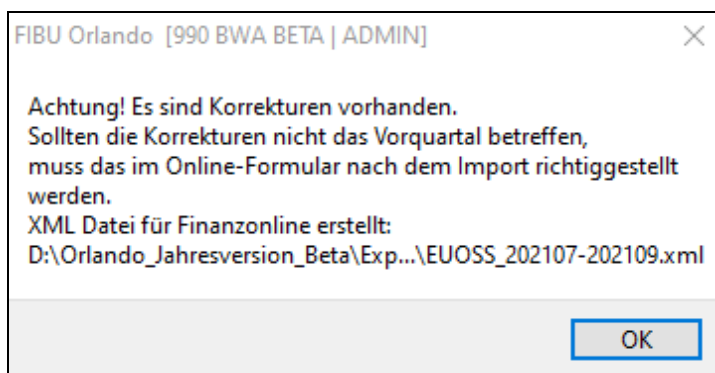 FIBU Orlando [990 BWA BETA | ADMIN]
Achtung! Es sind Korrekturen vorhanden.
Sollten die Korrekturen nicht das Vorquartal betreffen,
muss das im Online-Formular nach dem Import richtiggestellt
werden.
XML Datei für Finanzonline erstellt:
D:\Orlando_Jahresversion_Beta\Exp...\EUOSS_202107-202109.xml
OK